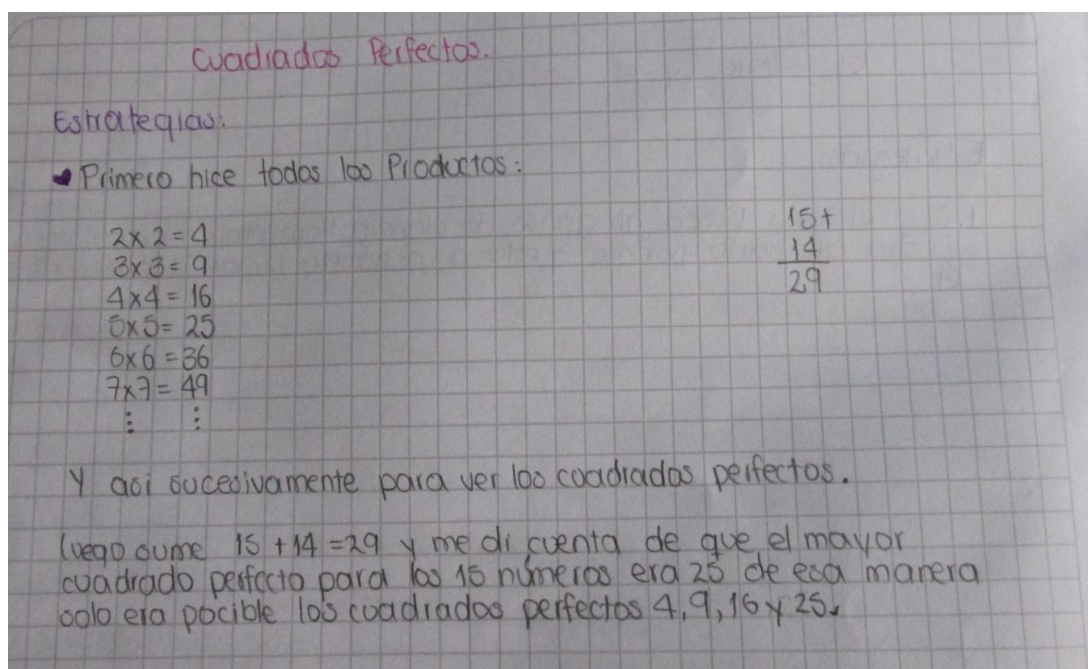 Cuadrados Perfectos.
Estrategias:
Primero hice todos los Productos:
2x2=4
3x3=9
4x4=16
5x5=25
6x6=36
7x7=49
⋮ ⋮
15+
14
29
Y asi sucesivamente para ver los coadrados perfectos.
luego sume 15+14=29 y me di cuenta de que el mayor
cuadrado perfecto para los 15 números era 25 de esa manera
solo era pocible los cuadrados perfectos 4, 9, 16 y 25.